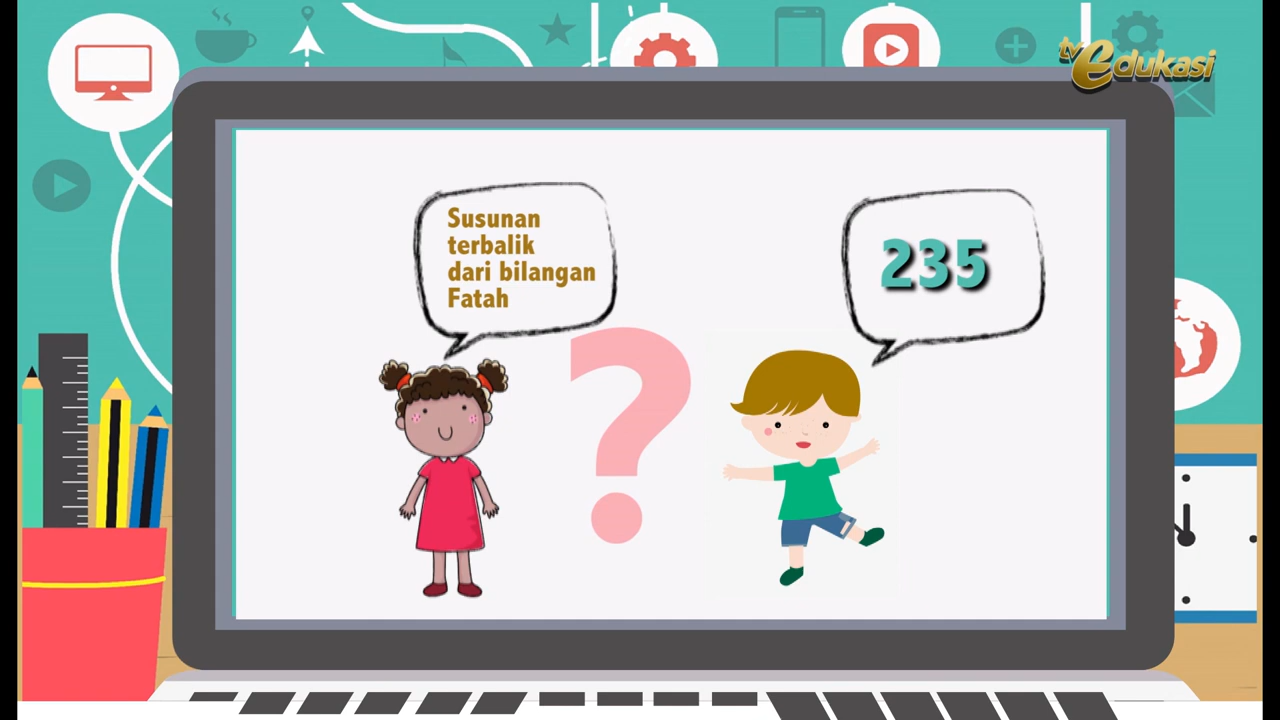 tv edukasi
Susunan
terbalik
dari bilangan
Fatah
235
?